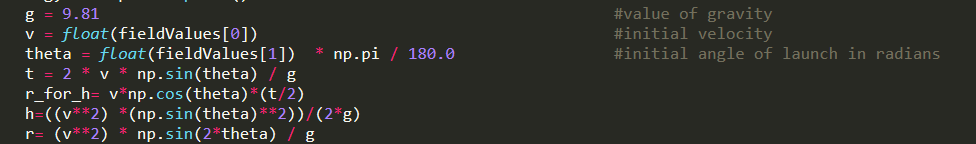 g = 9.81 #value of gravity
v = float(fieldValues[0]) #initial velocity
theta = float(fieldValues[1])  * np.pi / 180.0 #initial angle of launch in radians
t = 2 * v * np.sin(theta) / g
r_for_h= v*np.cos(theta)*(t/2)
h=((v**2) *(np.sin(theta)**2))/(2*g)
r= (v**2) * np.sin(2*theta) / g